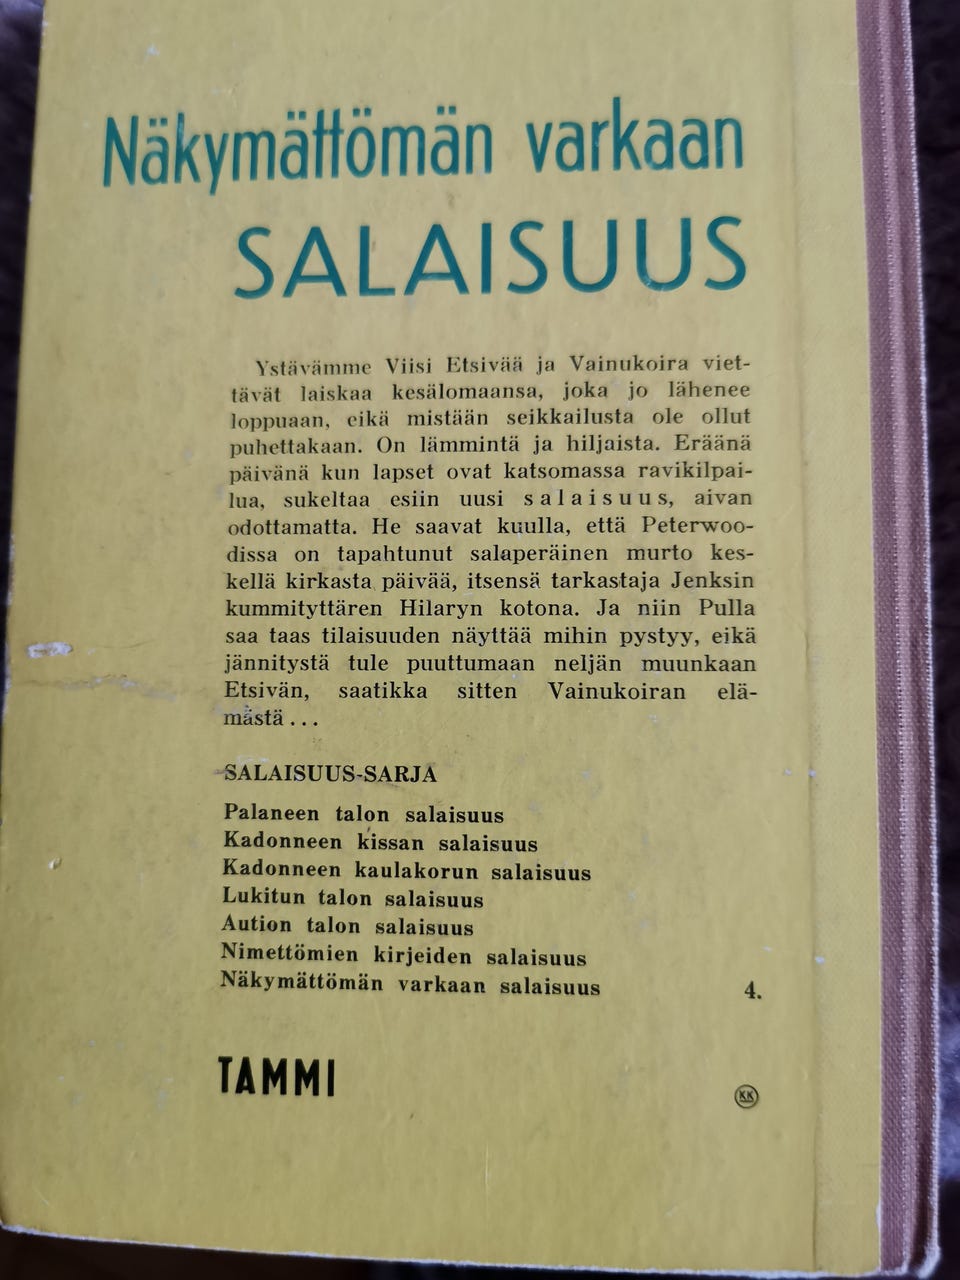 Näkymättömän varkaan
SALAISUUS
Ystävämme Viisi Etsivää ja Vainukoira viet-
tävät laiskaa kesälomaansa, joka jo lähenee
loppuaan, eikä mistään seikkailusta ole ollut
puhettakaan. On lämmintä ja hiljaista. Eräänä
päivänä kun lapset ovat katsomassa ravikilpai-
lua, sukeltaa esiin uusi s a l a i s u u s, aivan
odottamatta. He saavat kuulla, että Peterwoo-
dissa on tapahtunut salaperäinen murto kes-
kellä kirkasta päivää, itsensä tarkastaja Jenksin
kummityttären Hilaryn kotona. Ja niin Pulla
saa taas tilaisuuden näyttää mihin pystyy, eikä
jännitystä tule puuttumaan neljän muunkaan
Etsivän, saatikka sitten Vainukoiran elä-
mästä...
SALAISUUS-SARJA
Palaneen talon salaisuus
Kadonneen kissan salaisuus
Kadonneen kaulakorun salaisuus
Lukitun talon salaisuus
Aution talon salaisuus
Nimettömien kirjeiden salaisuus
Näkymättömän varkaan salaisuus 4.
TAMMI
KK